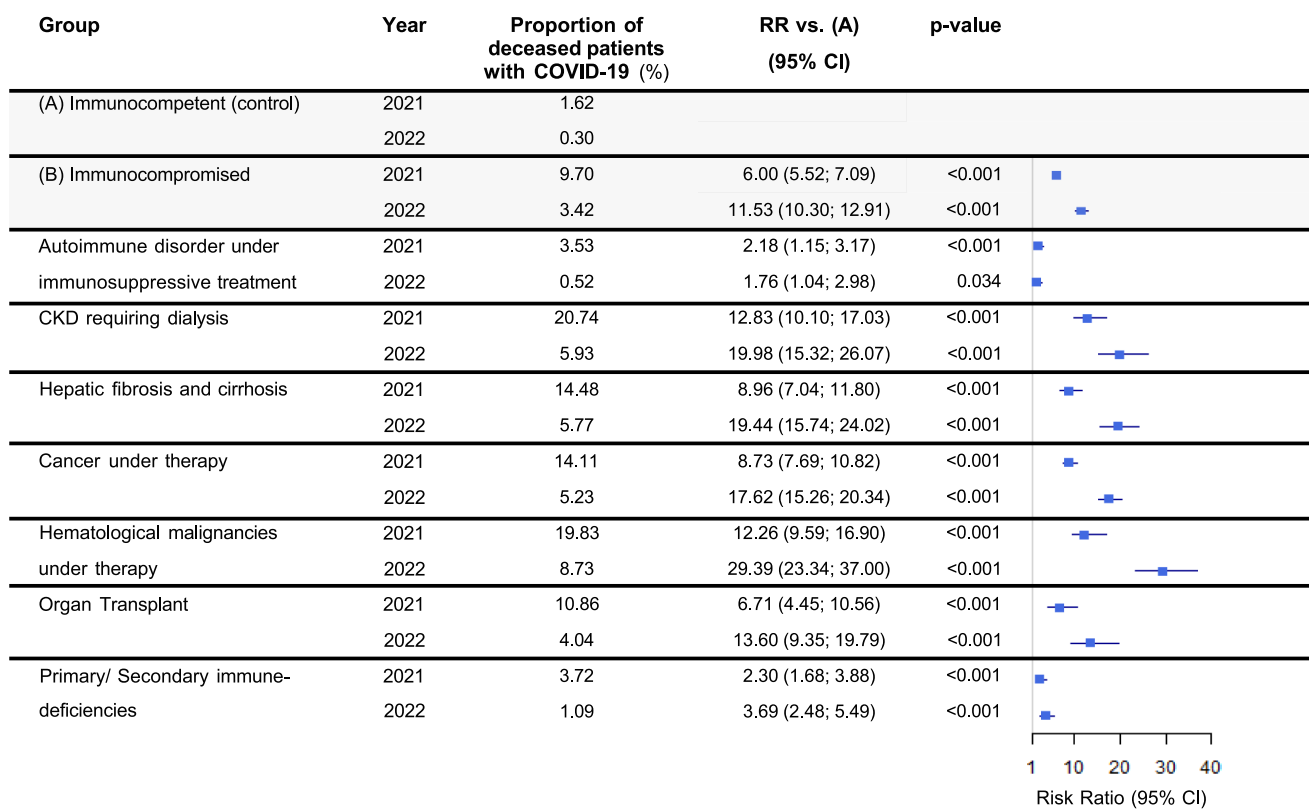 Group Year Proportion of deceased patients with COVID-19 (%) RR vs. (A) (95% CI) p-value
(A) Immunocompetent (control) 2021 1.62
2022 0.30
(B) Immunocompromised 2021 9.70 6.00 (5.52; 7.09) <0.001
2022 3.42 11.53 (10.30; 12.91) <0.001
Autoimmune disorder under 2021 3.53 2.18 (1.15; 3.17) <0.001
immunosuppressive treatment 2022 0.52 1.76 (1.04; 2.98) 0.034
CKD requiring dialysis 2021 20.74 12.83 (10.10; 17.03) <0.001
2022 5.93 19.98 (15.32; 26.07) <0.001
Hepatic fibrosis and cirrhosis 2021 14.48 8.96 (7.04; 11.80) <0.001
2022 5.77 19.44 (15.74; 24.02) <0.001
Cancer under therapy 2021 14.11 8.73 (7.69; 10.82) <0.001
2022 5.23 17.62 (15.26; 20.34) <0.001
Hematological malignancies 2021 19.83 12.26 (9.59; 16.90) <0.001
under therapy 2022 8.73 29.39 (23.34; 37.00) <0.001
Organ Transplant 2021 10.86 6.71 (4.45; 10.56) <0.001
2022 4.04 13.60 (9.35; 19.79) <0.001
Primary/ Secondary immune- 2021 3.72 2.30 (1.68; 3.88) <0.001
deficiencies 2022 1.09 3.69 (2.48; 5.49) <0.001
1 10 20 30 40
Risk Ratio (95% CI)